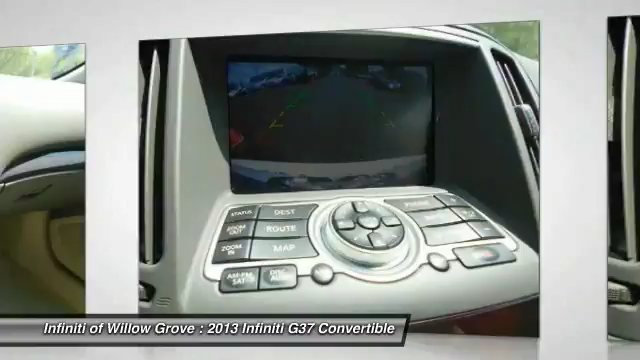 STATUS
DEST
ZOOM OUT
ROUTE
ZOOM IN
MAP
AM·FM SAT
DISC AUX
Infiniti of Willow Grove : 2013 Infiniti G37 Convertible